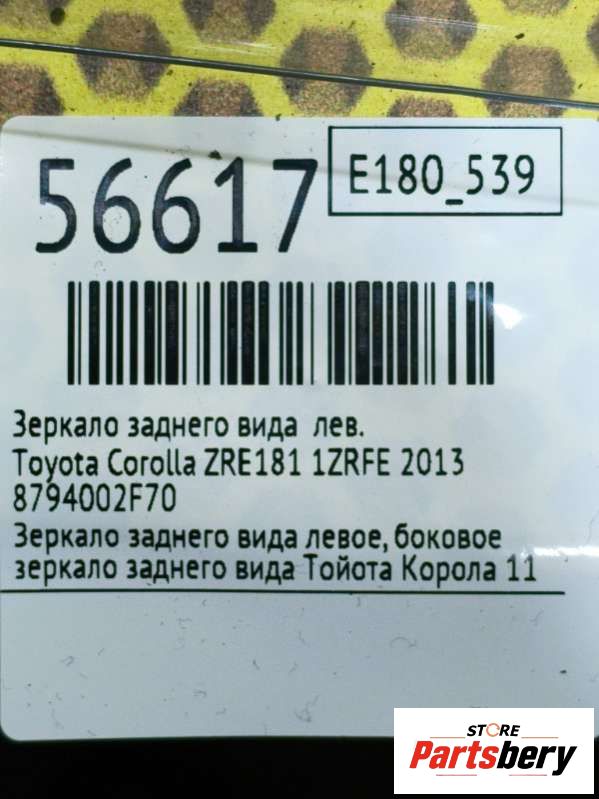 56617
E180_539
Зеркало заднего вида лев.
Toyota Corolla ZRE181 1ZRFE 2013
8794002F70
Зеркало заднего вида левое, боковое
зеркало заднего вида Тойота Корола 11
STORE
Partsbery